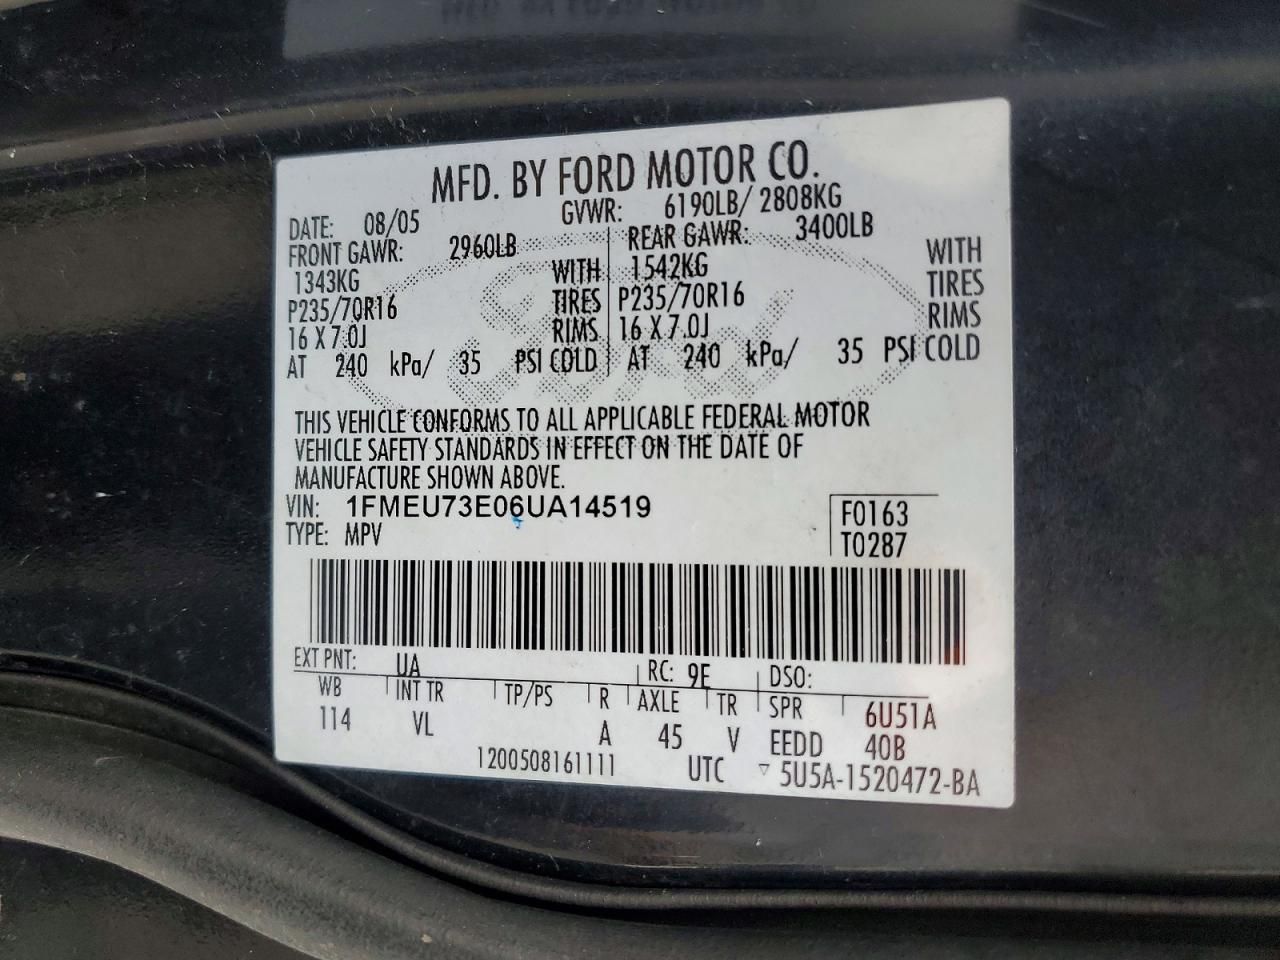 MFD. BY FORD MOTOR CO.
DATE: 08/05 GVWR: 6190LB/ 2808KG
FRONT GAWR: 2960LB REAR GAWR: 3400LB
1343KG WITH 1542KG WITH
P235/70R16 TIRES P235/70R16 TIRES
16 X 7.0J RIMS 16 X 7.0J RIMS
AT 240 kPa/ 35 PSI COLD AT 240 kPa/ 35 PSI COLD
THIS VEHICLE CONFORMS TO ALL APPLICABLE FEDERAL MOTOR
VEHICLE SAFETY STANDARDS IN EFFECT ON THE DATE OF
MANUFACTURE SHOWN ABOVE.
VIN: 1FMEU73E06UA14519 F0163
TYPE: MPV T0287
EXT PNT: UA RC: 9E DSO:
WB INT TR TP/PS R AXLE TR SPR 6U51A
114 VL A 45 V EEDD 40B
1200508161111 UTC ▽ 5U5A-1520472-BA